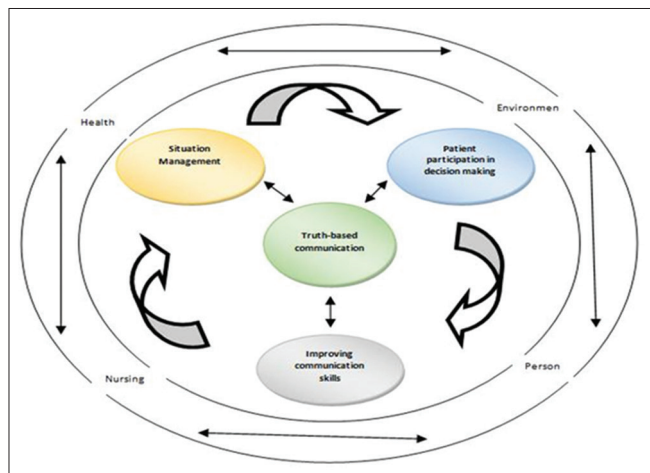 Health
Environmen
Situation
Management
Patient
participation in
decision making
Truth-based
communication
Improving
communication
skills
Nursing
Person